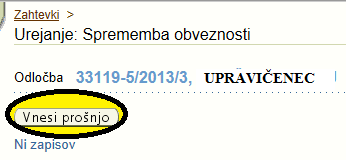 Zahtevki >
Urejanje: Sprememba obveznosti
Odločba 33119-5/2013/3, UPRAVIČENEC |
Vnesi prošnjo
Ni zapisov